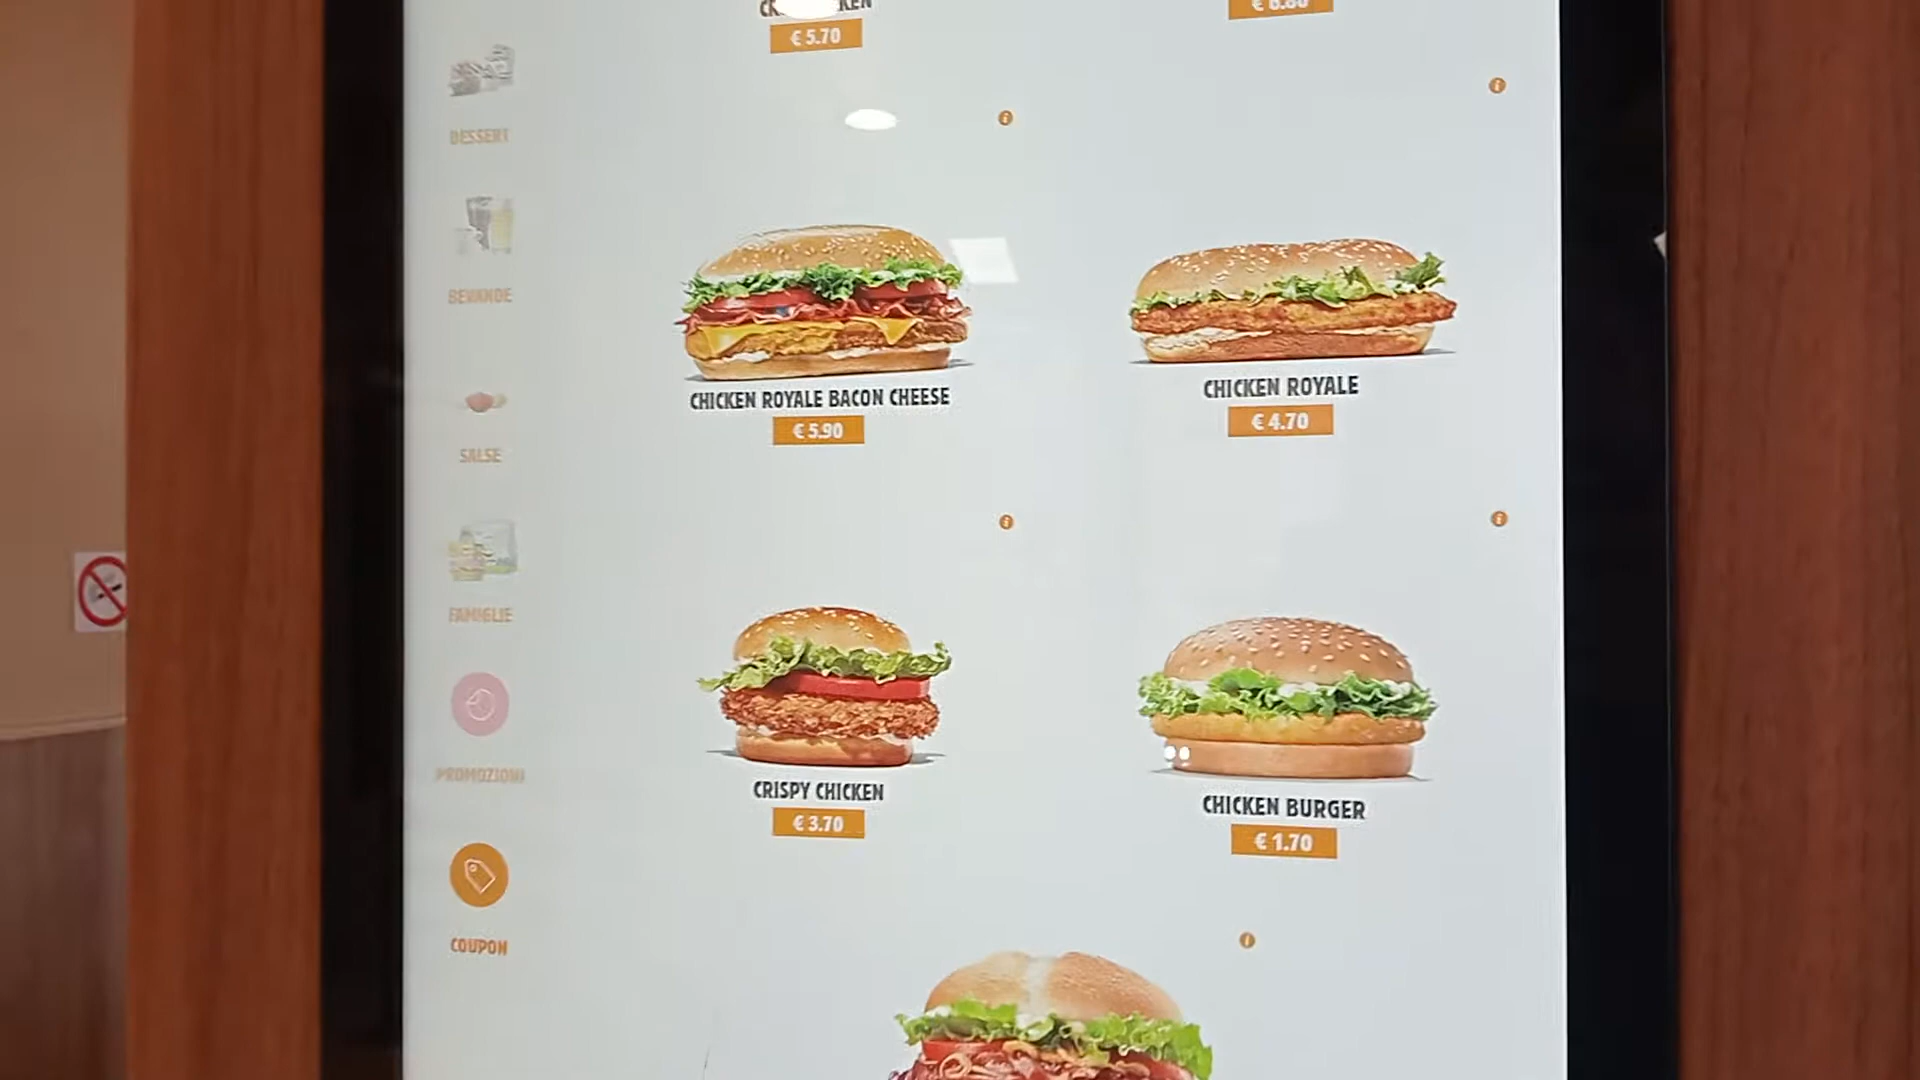 € 5.70
DESSERT
BEVANDE
CHICKEN ROYALE BACON CHEESE
€ 5.90
CHICKEN ROYALE
€ 4.70
SALSE
FAMIGLIE
PROMOZIONI
CRISPY CHICKEN
€ 3.70
CHICKEN BURGER
€ 1.70
COUPON